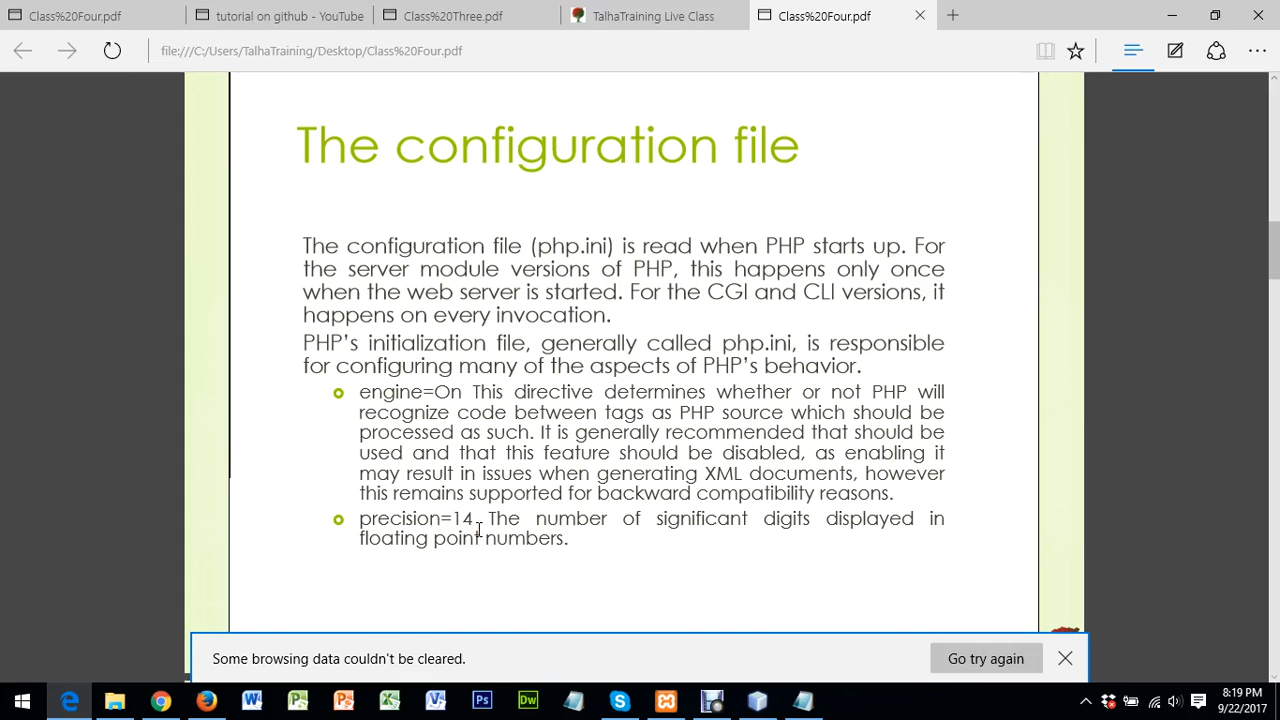 Class%20Four.pdf
tutorial on github - YouTube
Class%20Three.pdf
TalhaTraining Live Class
Class%20Four.pdf
file:///C:/Users/TalhaTraining/Desktop/Class%20Four.pdf
The configuration file
The configuration file (php.ini) is read when PHP starts up. For
the server module versions of PHP, this happens only once
when the web server is started. For the CGI and CLI versions, it
happens on every invocation.
PHP’s initialization file, generally called php.ini, is responsible
for configuring many of the aspects of PHP’s behavior.
engine=On This directive determines whether or not PHP will
recognize code between tags as PHP source which should be
processed as such. It is generally recommended that should be
used and that this feature should be disabled, as enabling it
may result in issues when generating XML documents, however
this remains supported for backward compatibility reasons.
precision=14 The number of significant digits displayed in
floating point numbers.
Some browsing data couldn't be cleared.
Go try again
8:19 PM
9/22/2017